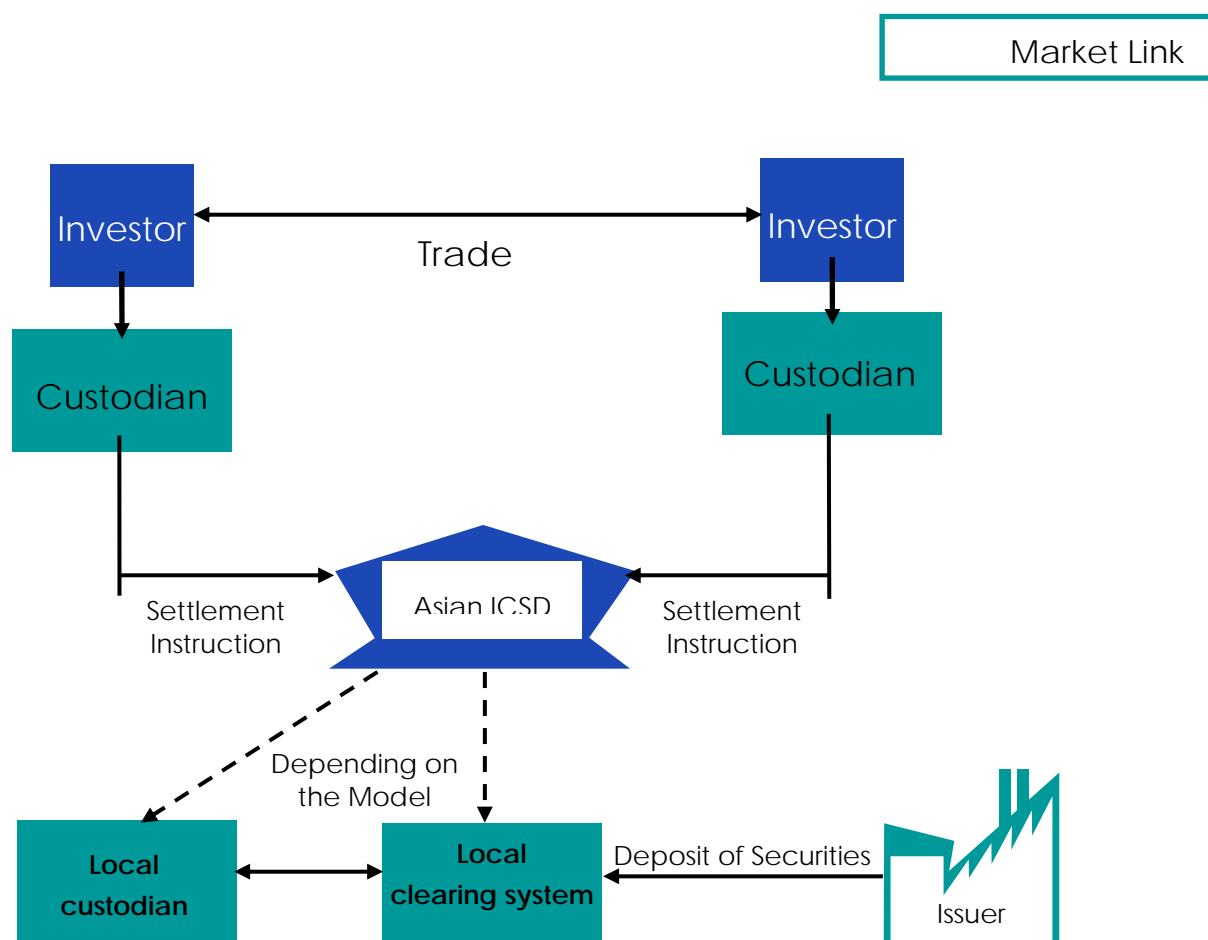 Market Link
Investor
Investor
Trade
Custodian
Custodian
Asian ICSD
Settlement
Instruction
Settlement
Instruction
Depending on
the Model
Local
custodian
Local
clearing system
Deposit of Securities
Issuer